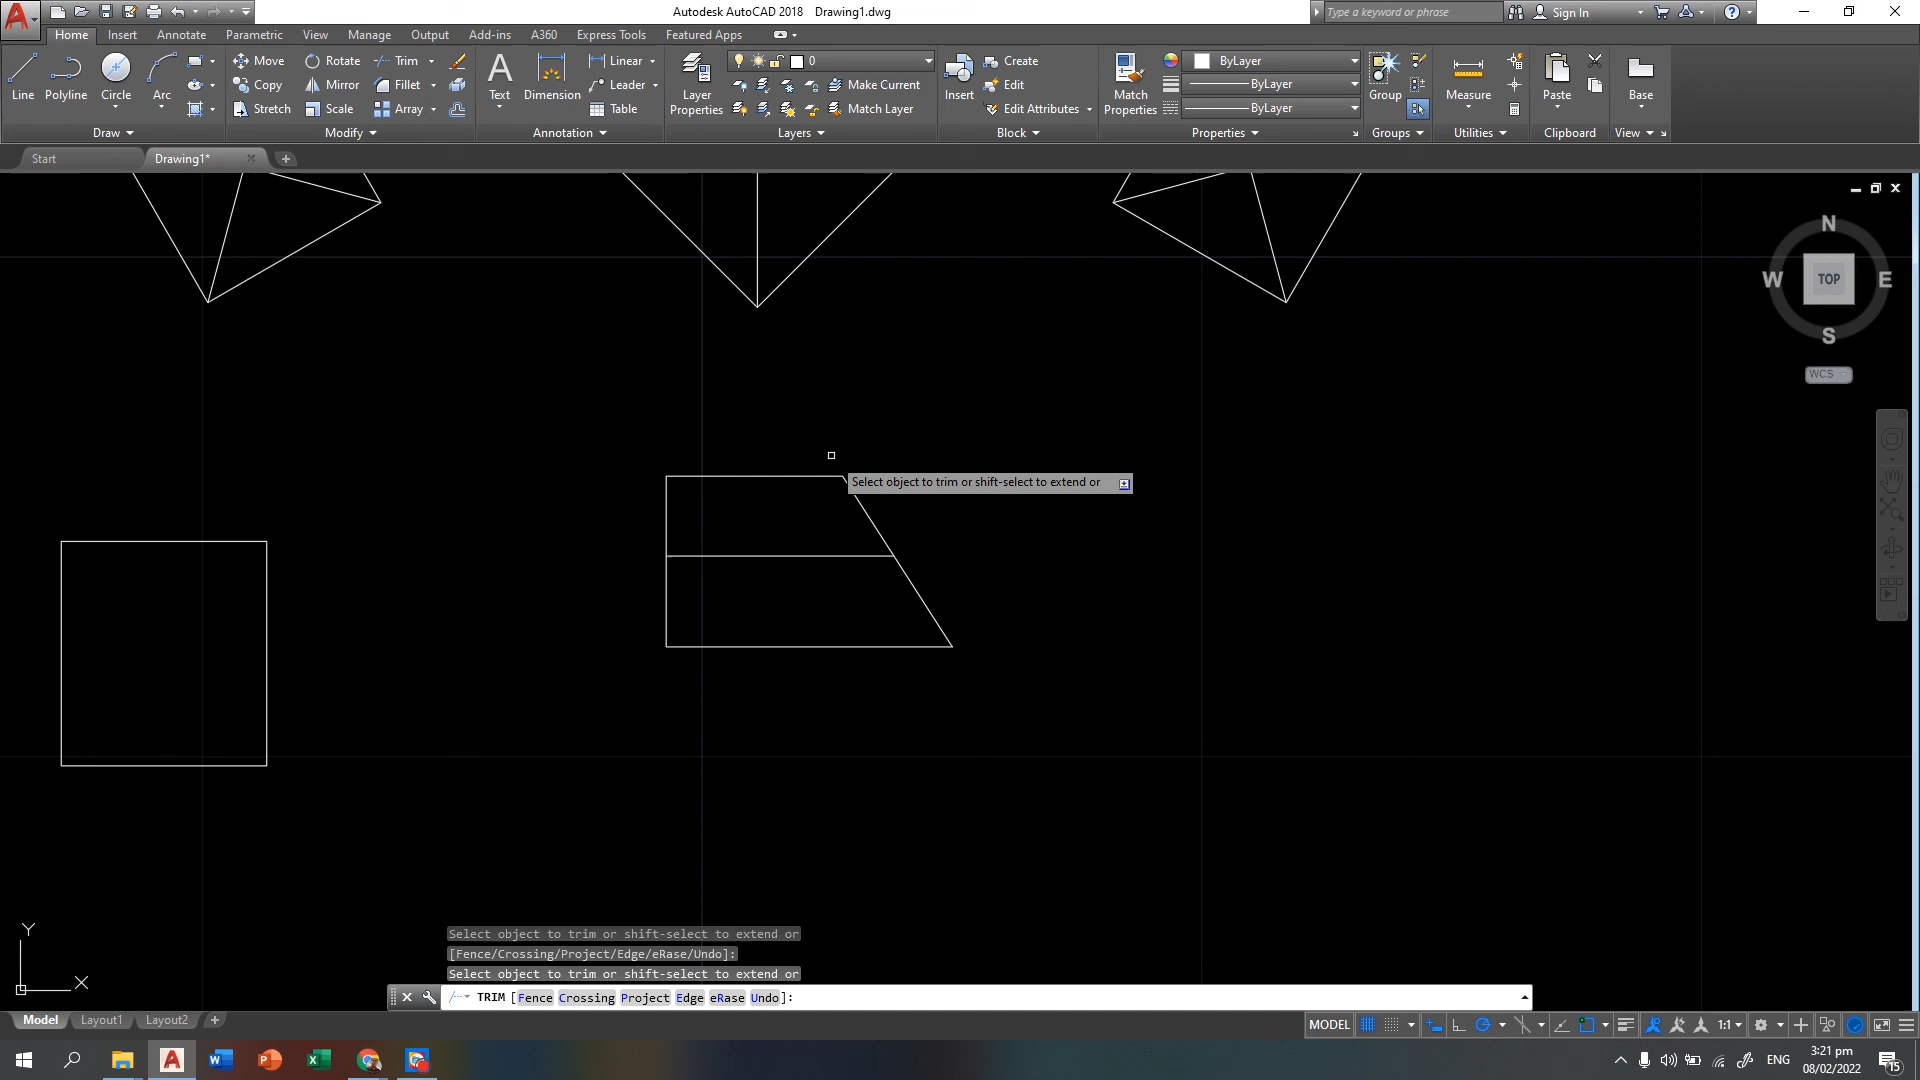 Autodesk AutoCAD 2018 Drawing1.dwg
Type a keyword or phrase
Sign In
Home Insert Annotate Parametric View Manage Output Add-ins A360 Express Tools Featured Apps
Line Polyline Circle Arc
Draw
Move Rotate Trim
Copy Mirror Fillet
Stretch Scale Array
Modify
Text Dimension
Linear
Leader
Table
Annotation
Layer Properties
0
Make Current
Match Layer
Layers
Insert
Create
Edit
Edit Attributes
Block
Match Properties
ByLayer
ByLayer
ByLayer
Properties
Group
Groups
Measure
Utilities
Paste
Clipboard
Base
View
Start Drawing1*
N
W TOP E
S
WCS
Select object to trim or shift-select to extend or
Y
X
Select object to trim or shift-select to extend or
[Fence/Crossing/Project/Edge/eRase/Undo]:
Select object to trim or shift-select to extend or
TRIM [Fence Crossing Project Edge eRase Undo]:
Model Layout1 Layout2
MODEL 1:1
ENG
3:21 pm
08/02/2022
15